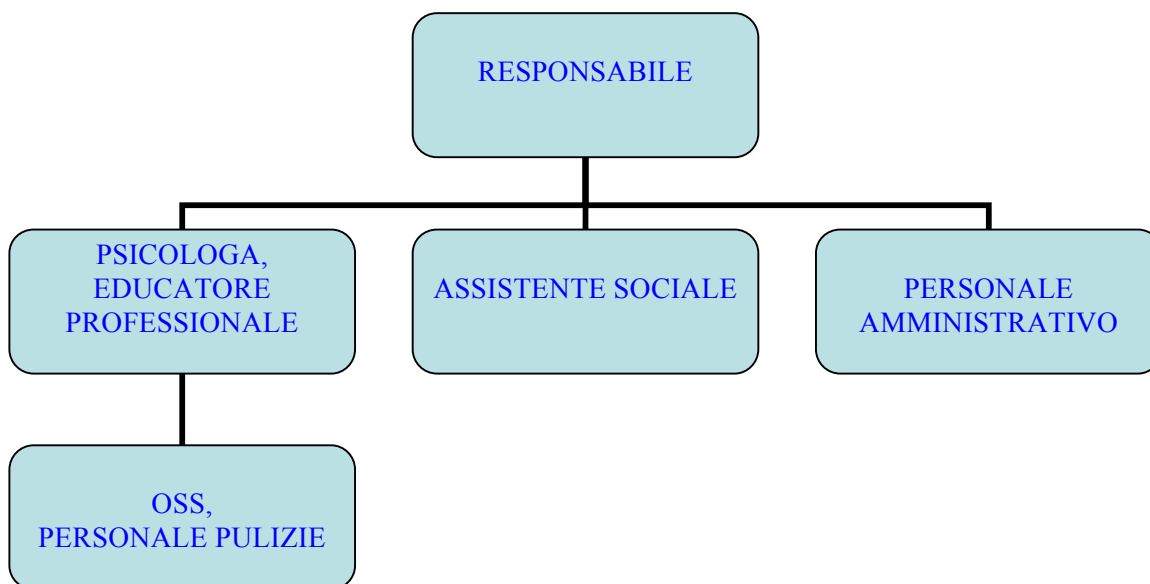 RESPONSABILE
PSICOLOGA,
EDUCATORE
PROFESSIONALE
ASSISTENTE SOCIALE
PERSONALE
AMMINISTRATIVO
OSS,
PERSONALE PULIZIE